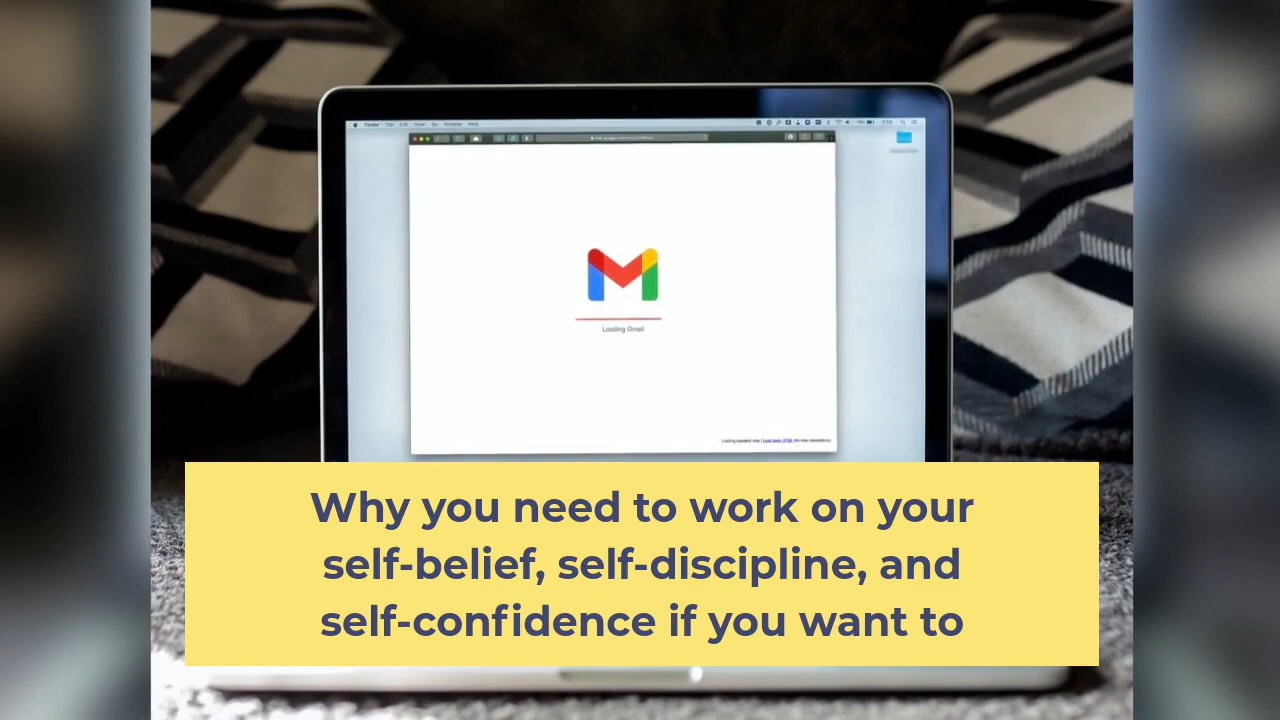 Loading Gmail
Why you need to work on your
self-belief, self-discipline, and
self-confidence if you want to